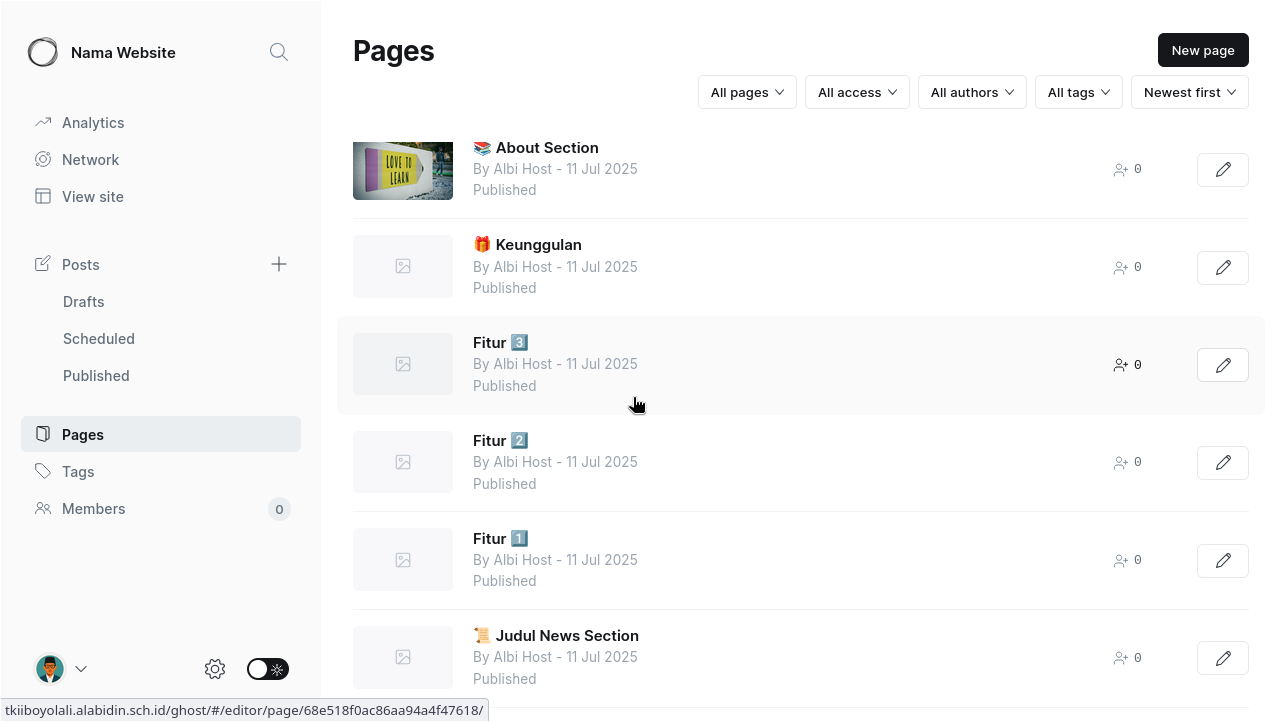 Nama Website
Analytics
Network
View site
Posts
Drafts
Scheduled
Published
Pages
Tags
Members
0
Pages
New page
All pages
All access
All authors
All tags
Newest first
LOVE TO
LEARN
📚 About Section
By Albi Host - 11 Jul 2025
Published
0
🎁 Keunggulan
By Albi Host - 11 Jul 2025
Published
0
Fitur 3️⃣
By Albi Host - 11 Jul 2025
Published
0
Fitur 2️⃣
By Albi Host - 11 Jul 2025
Published
0
Fitur 1️⃣
By Albi Host - 11 Jul 2025
Published
0
📜 Judul News Section
By Albi Host - 11 Jul 2025
Published
0
tkiiboyolali.alabidin.sch.id/ghost/#/editor/page/68e518f0ac86aa94a4f47618/